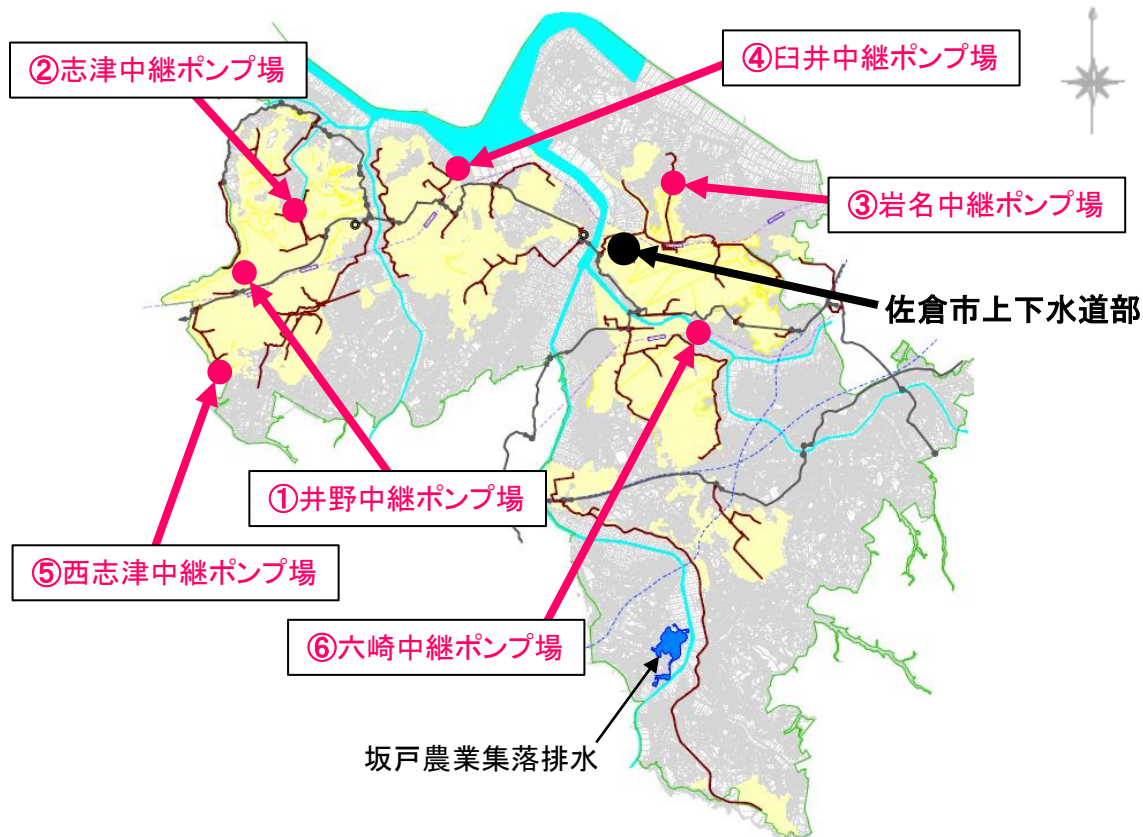 ②志津中継ポンプ場
④臼井中継ポンプ場
③岩名中継ポンプ場
佐倉市上下水道部
①井野中継ポンプ場
⑤西志津中継ポンプ場
⑥六崎中継ポンプ場
坂戸農業集落排水